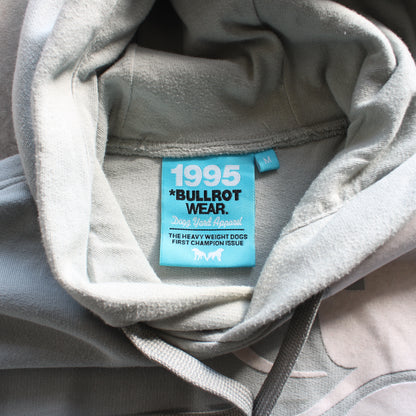 1995
*BULLROT
WEAR.
Dogg Yard Apparel
THE HEAVY WEIGHT DOGS
FIRST CHAMPION ISSUE
M